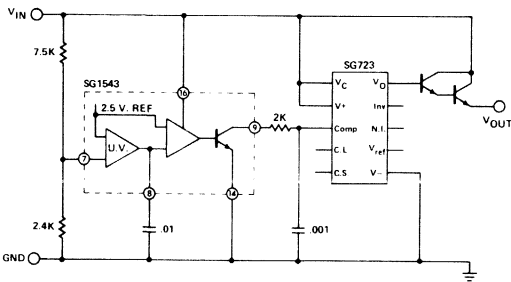 V_IN
7.5K
SG1543
2.5 V. REF
U.V.
7
16
9
8
14
2K
.01
.001
2.4K
GND
SG723
V_C V_O
V+ Inv
Comp N.I.
C.L V_ref
C.S V-
V_OUT